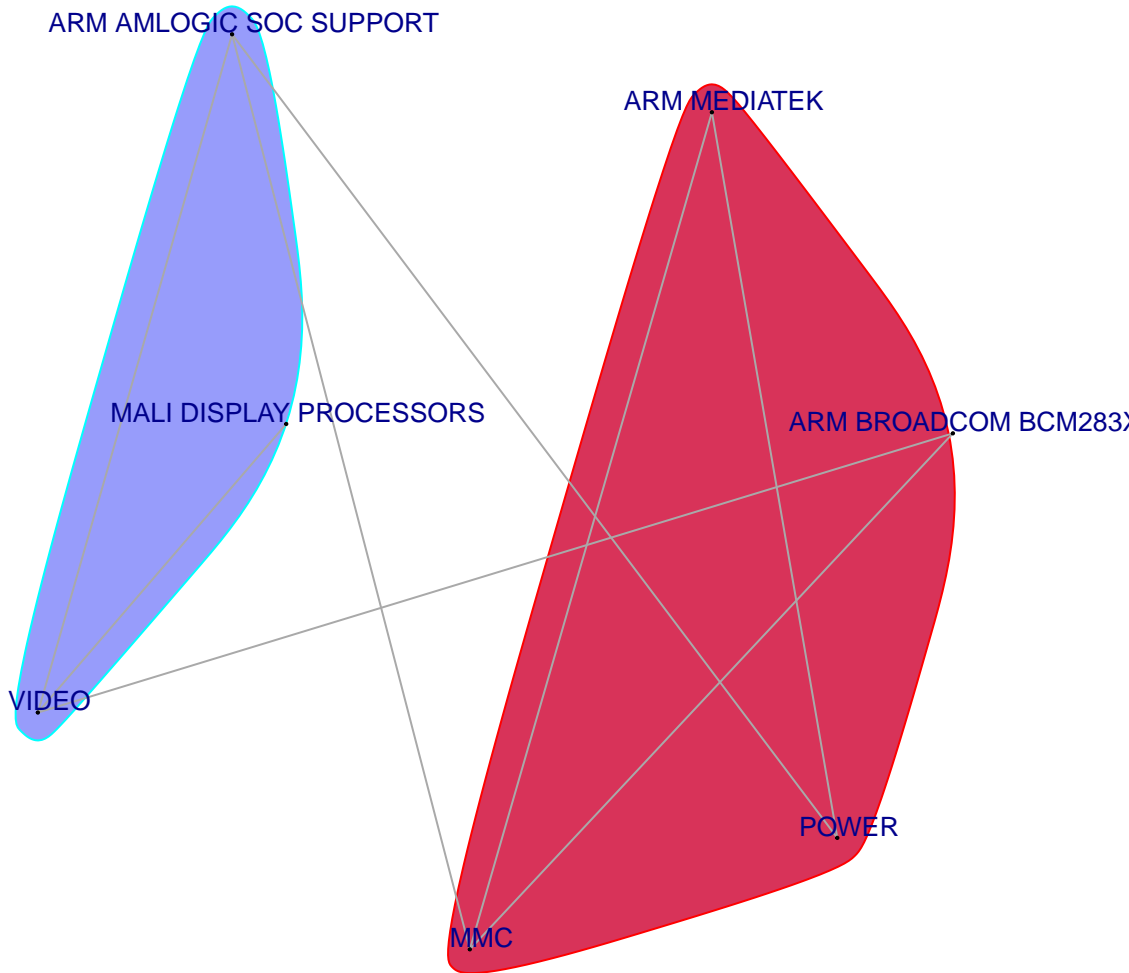 ARM AMLOGIC SOC SUPPORT
ARM MEDIATEK
MALI DISPLAY PROCESSORS
ARM BROADCOM BCM283X
VIDEO
POWER
MMC